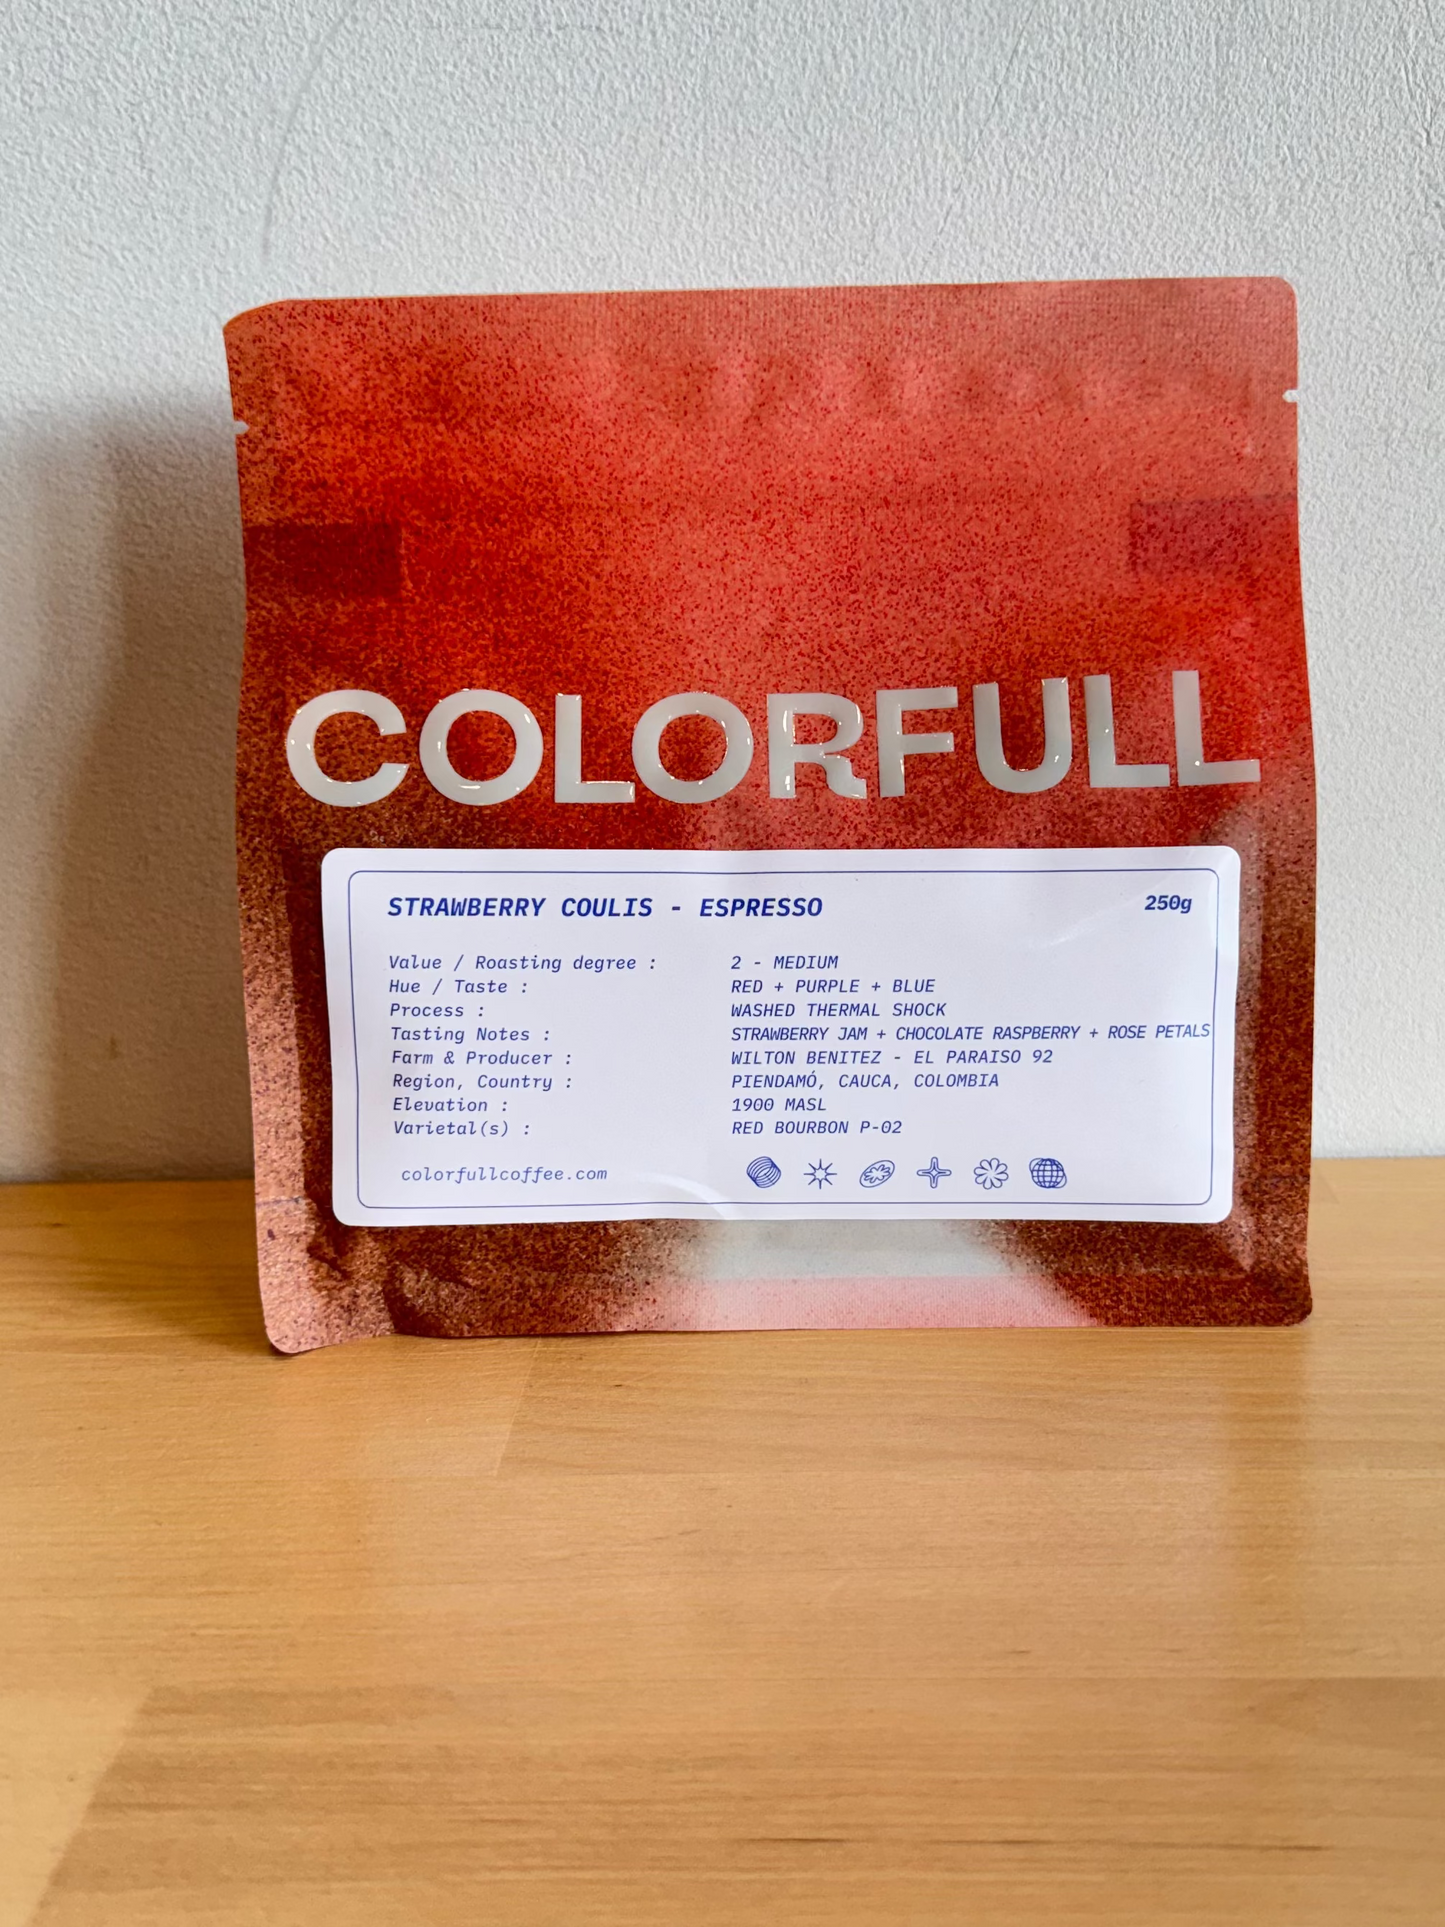 COLORFULL
STRAWBERRY COULIS - ESPRESSO 250g
Value / Roasting degree : 2 - MEDIUM
Hue / Taste : RED + PURPLE + BLUE
Process : WASHED THERMAL SHOCK
Tasting Notes : STRAWBERRY JAM + CHOCOLATE RASPBERRY + ROSE PETALS
Farm & Producer : WILTON BENITEZ - EL PARAISO 92
Region, Country : PIENDAMÓ, CAUCA, COLOMBIA
Elevation : 1900 MASL
Varietal(s) : RED BOURBON P-02
colorfullcoffee.com